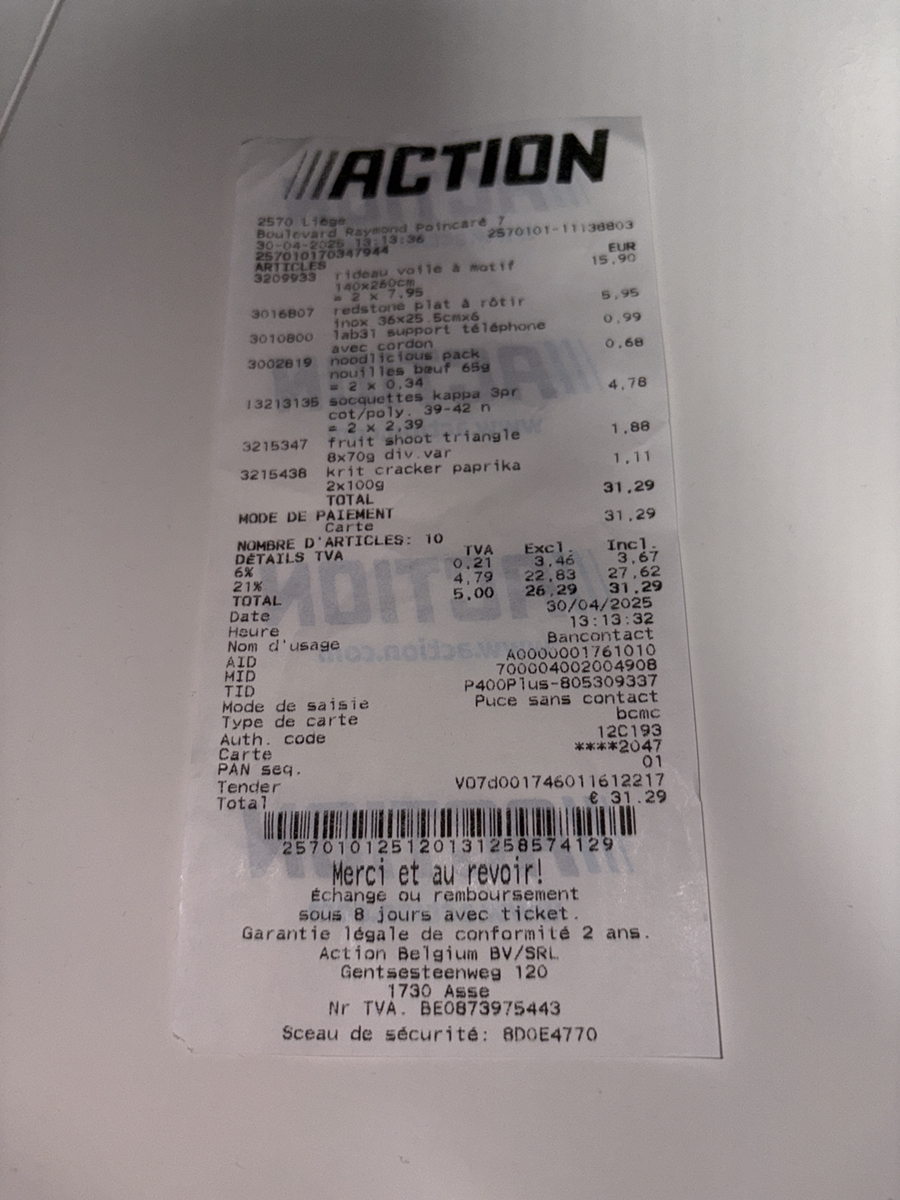 ACTION
2570 Liège
Boulevard Raymond Poincaré 7
30-04-2025 13:13:36 2570101-11138803
257010170347944
ARTICLES EUR
3209933 rideau voile à motif 15,90
140x260cm
= 2 x 7,95
3016807 redstone plat à rôtir 5,95
inox 36x25.5cmx6
3010800 lab31 support téléphone 0,99
avec cordon
3002819 noodlicious pack 0,68
nouilles bœuf 65g
= 2 x 0,34
13213135 socquettes kappa 3pr 4,78
cot/poly. 39-42 n
= 2 x 2,39
3215347 fruit shoot triangle 1,88
8x70g div.var
3215438 krit cracker paprika 1,11
2x100g
TOTAL 31,29
MODE DE PAIEMENT
Carte 31,29
NOMBRE D'ARTICLES: 10
DÉTAILS TVA TVA Excl. Incl.
6% 0,21 3,46 3,67
21% 4,79 22,83 27,62
TOTAL 5,00 26,29 31,29
Date 30/04/2025
Heure 13:13:32
Nom d'usage Bancontact
AID A0000001761010
MID 700004002004908
TID P400Plus-805309337
Mode de saisie Puce sans contact
Type de carte bcmc
Auth. code 12C193
Carte ****2047
PAN seq. 01
Tender V07d001746011612217
Total € 31.29
257010125120131258574129
Merci et au revoir!
Échange ou remboursement
sous 8 jours avec ticket.
Garantie légale de conformité 2 ans.
Action Belgium BV/SRL
Gentsesteenweg 120
1730 Asse
Nr TVA. BE0873975443
Sceau de sécurité: 8D0E4770